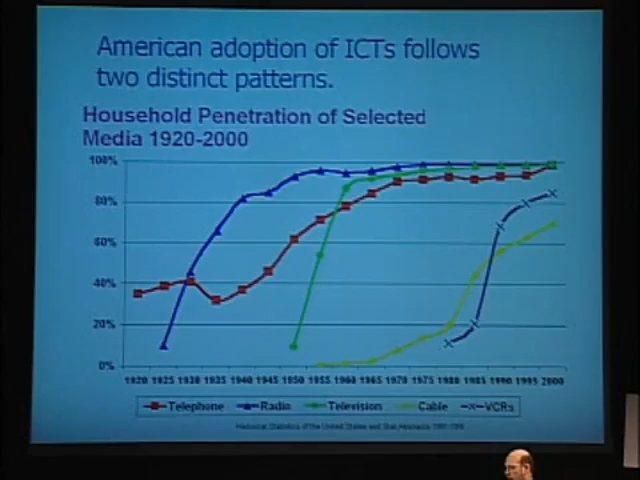 American adoption of ICTs follows
two distinct patterns.
Household Penetration of Selected
Media 1920-2000
100%
80%
60%
40%
20%
0%
1920 1925 1930 1935 1940 1945 1950 1955 1960 1965 1970 1975 1980 1985 1990 1995 2000
Telephone Radio Television Cable VCRs